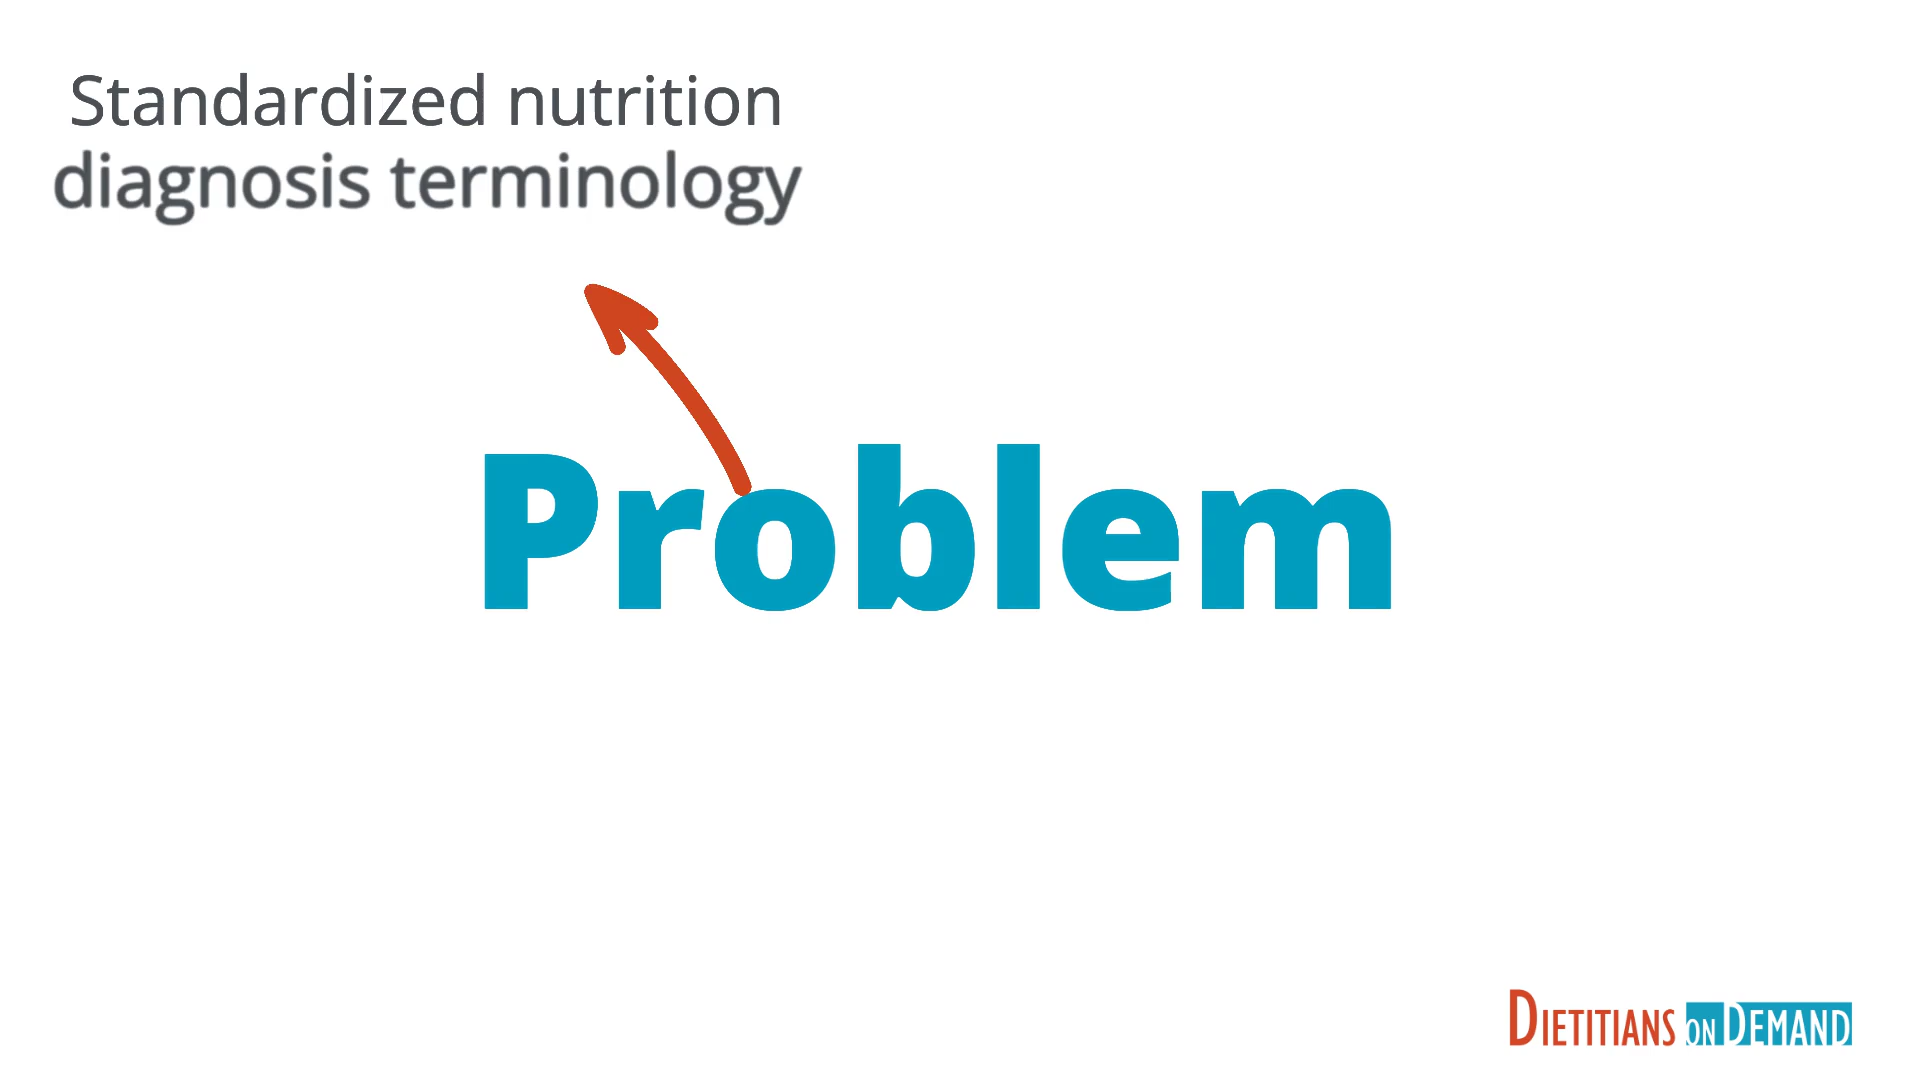 Standardized nutrition
diagnosis terminology
Problem
DIETITIANS ON DEMAND